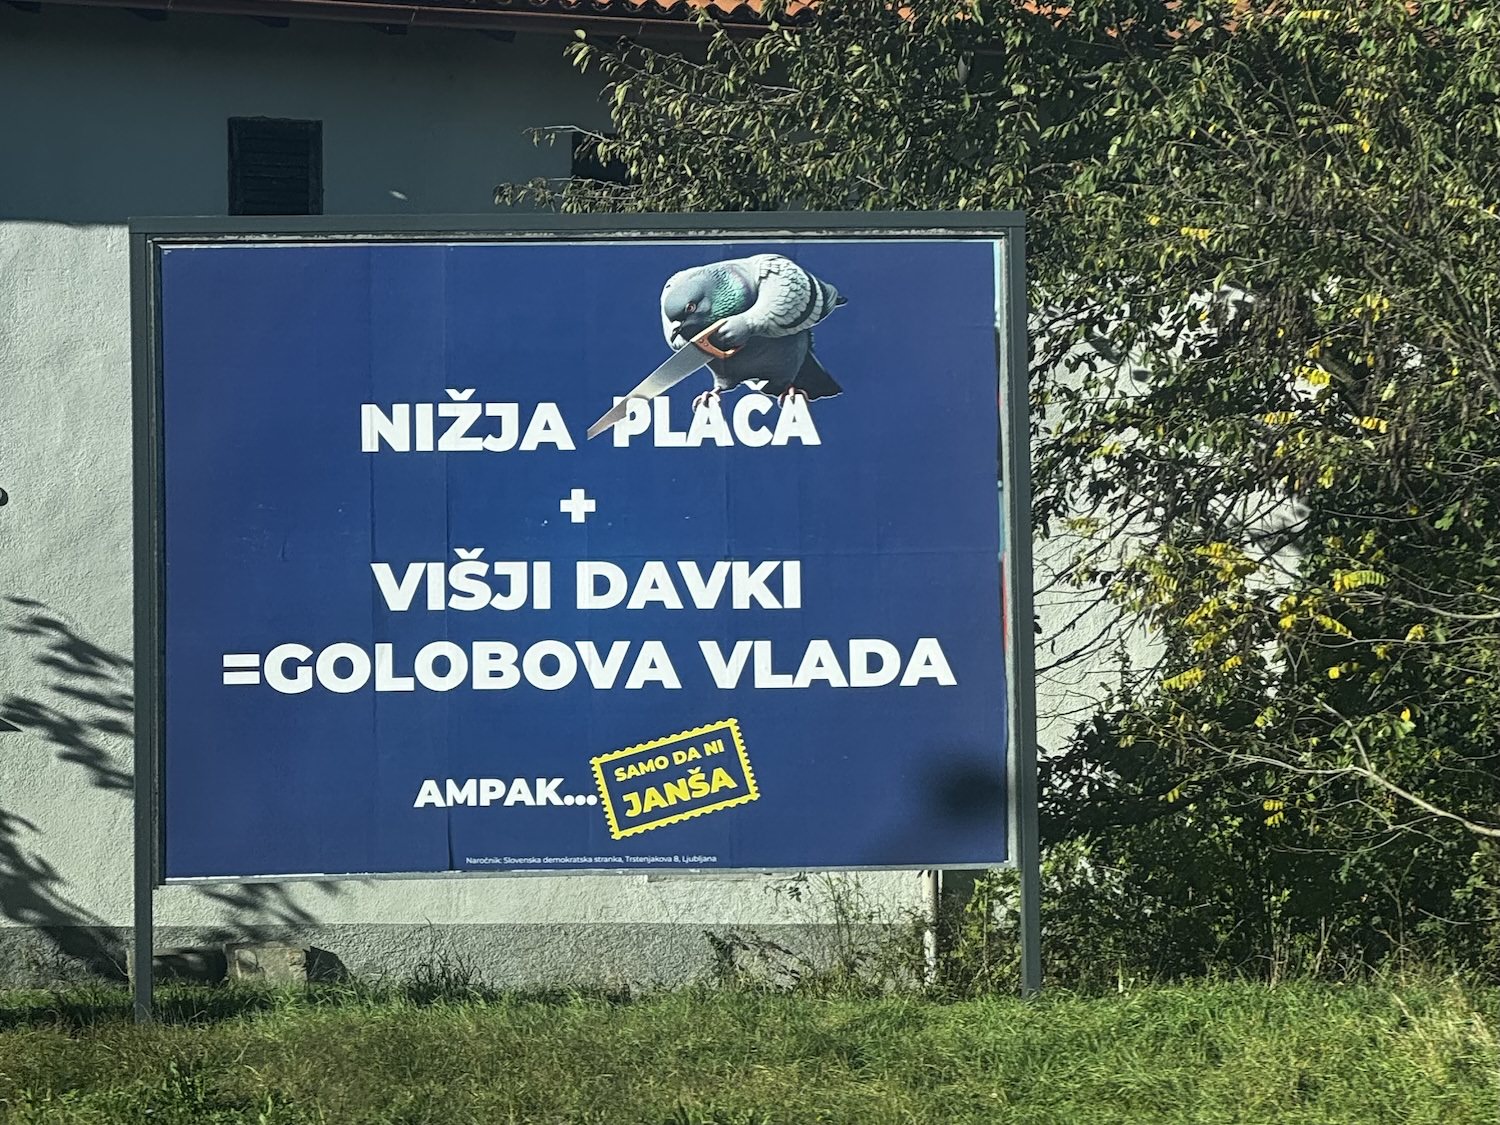 NIŽJA PLAČA
+
VIŠJI DAVKI
=GOLOBOVA VLADA
AMPAK...
SAMO DA NI
JANŠA
Naročnik: Slovenska demokratska stranka, Trstenjakova 8, Ljubljana